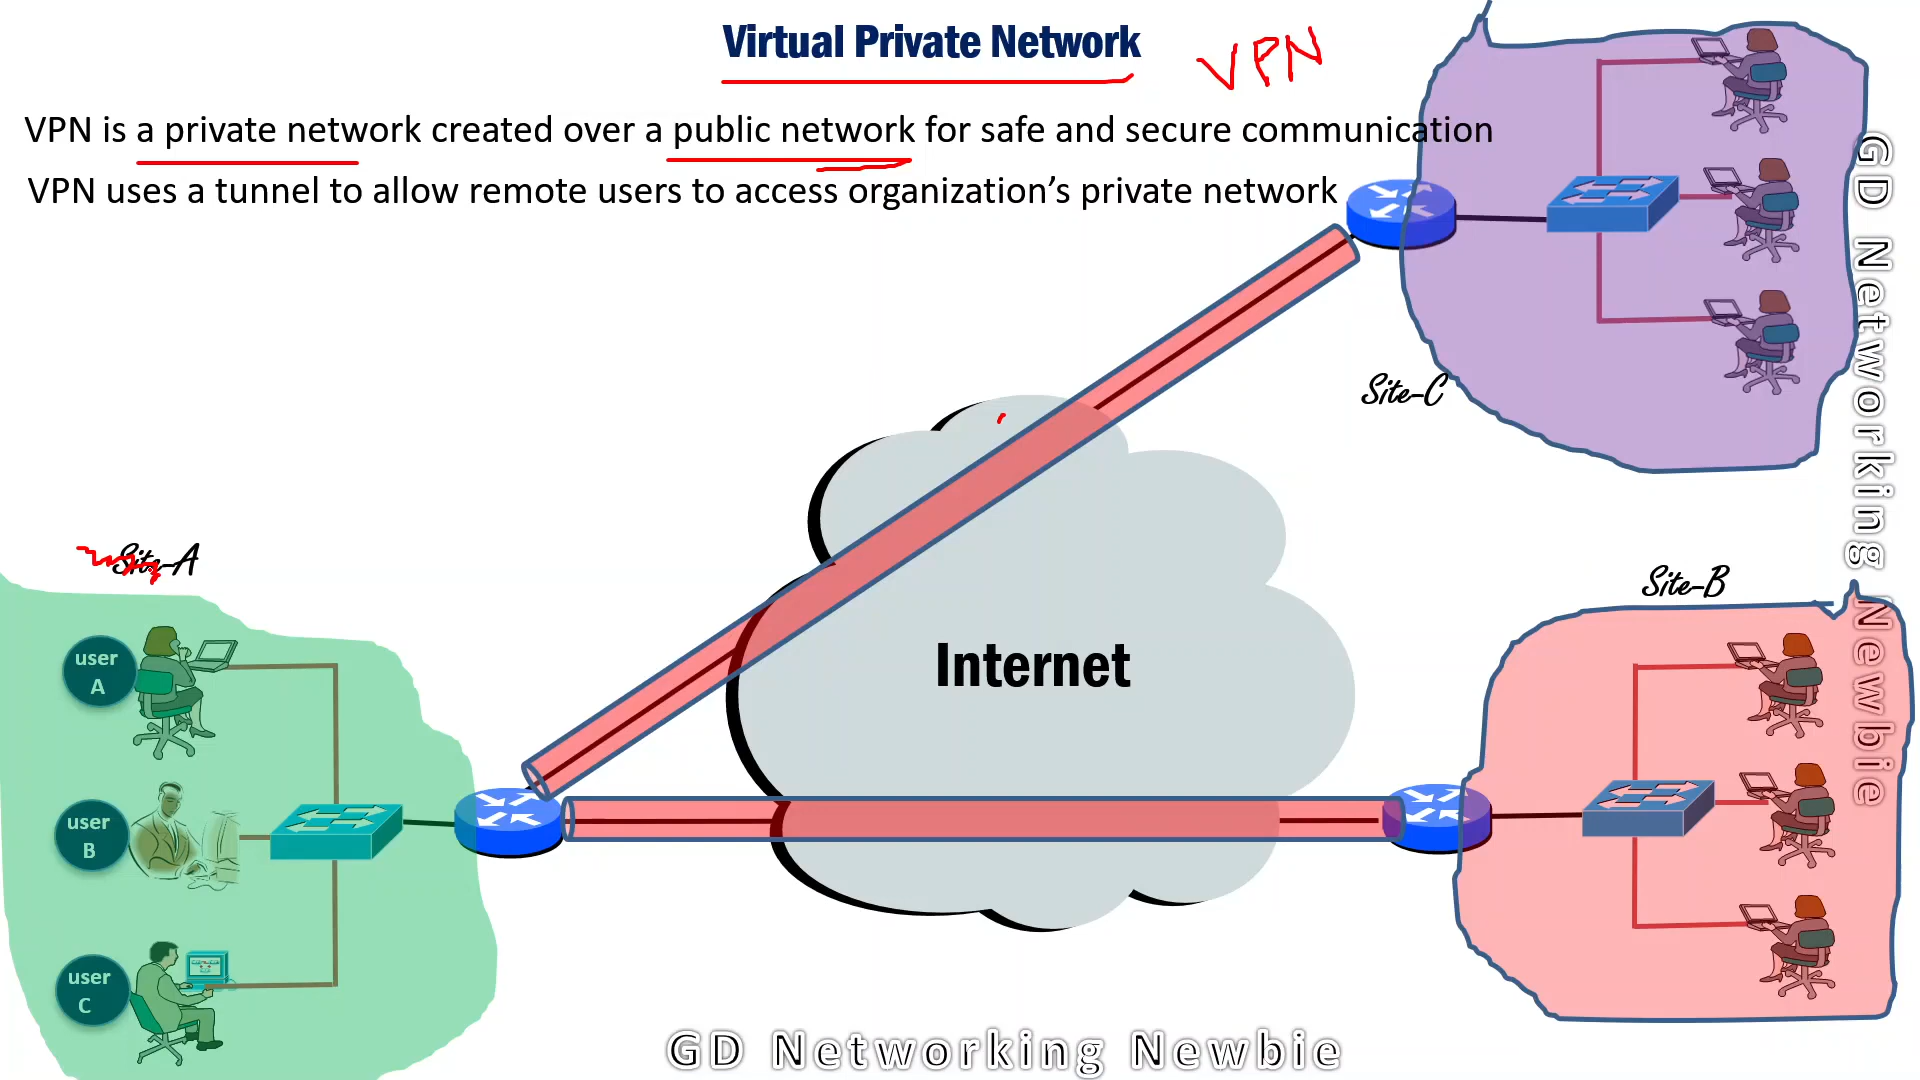 Virtual Private Network
VPN
VPN is a private network created over a public network for safe and secure communication
VPN uses a tunnel to allow remote users to access organization's private network
Site-C
Site-A
Site-B
Internet
user
A
user
B
user
C
GD Networking Newbie
GD Networking Newbie